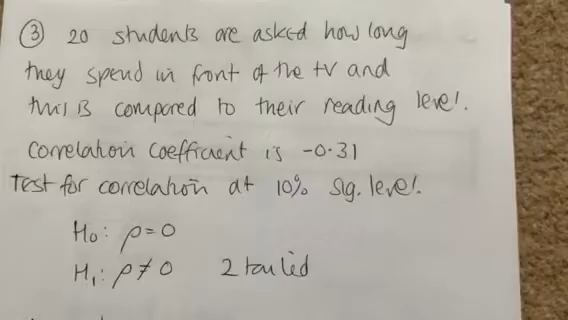 ③ 20 students are asked how long
they spend in front of the tv and
this is compared to their reading level.
Correlation coefficient is -0.31
Test for correlation at 10% sig. level.
H₀: ρ=0
H₁: ρ≠0 2 tailed